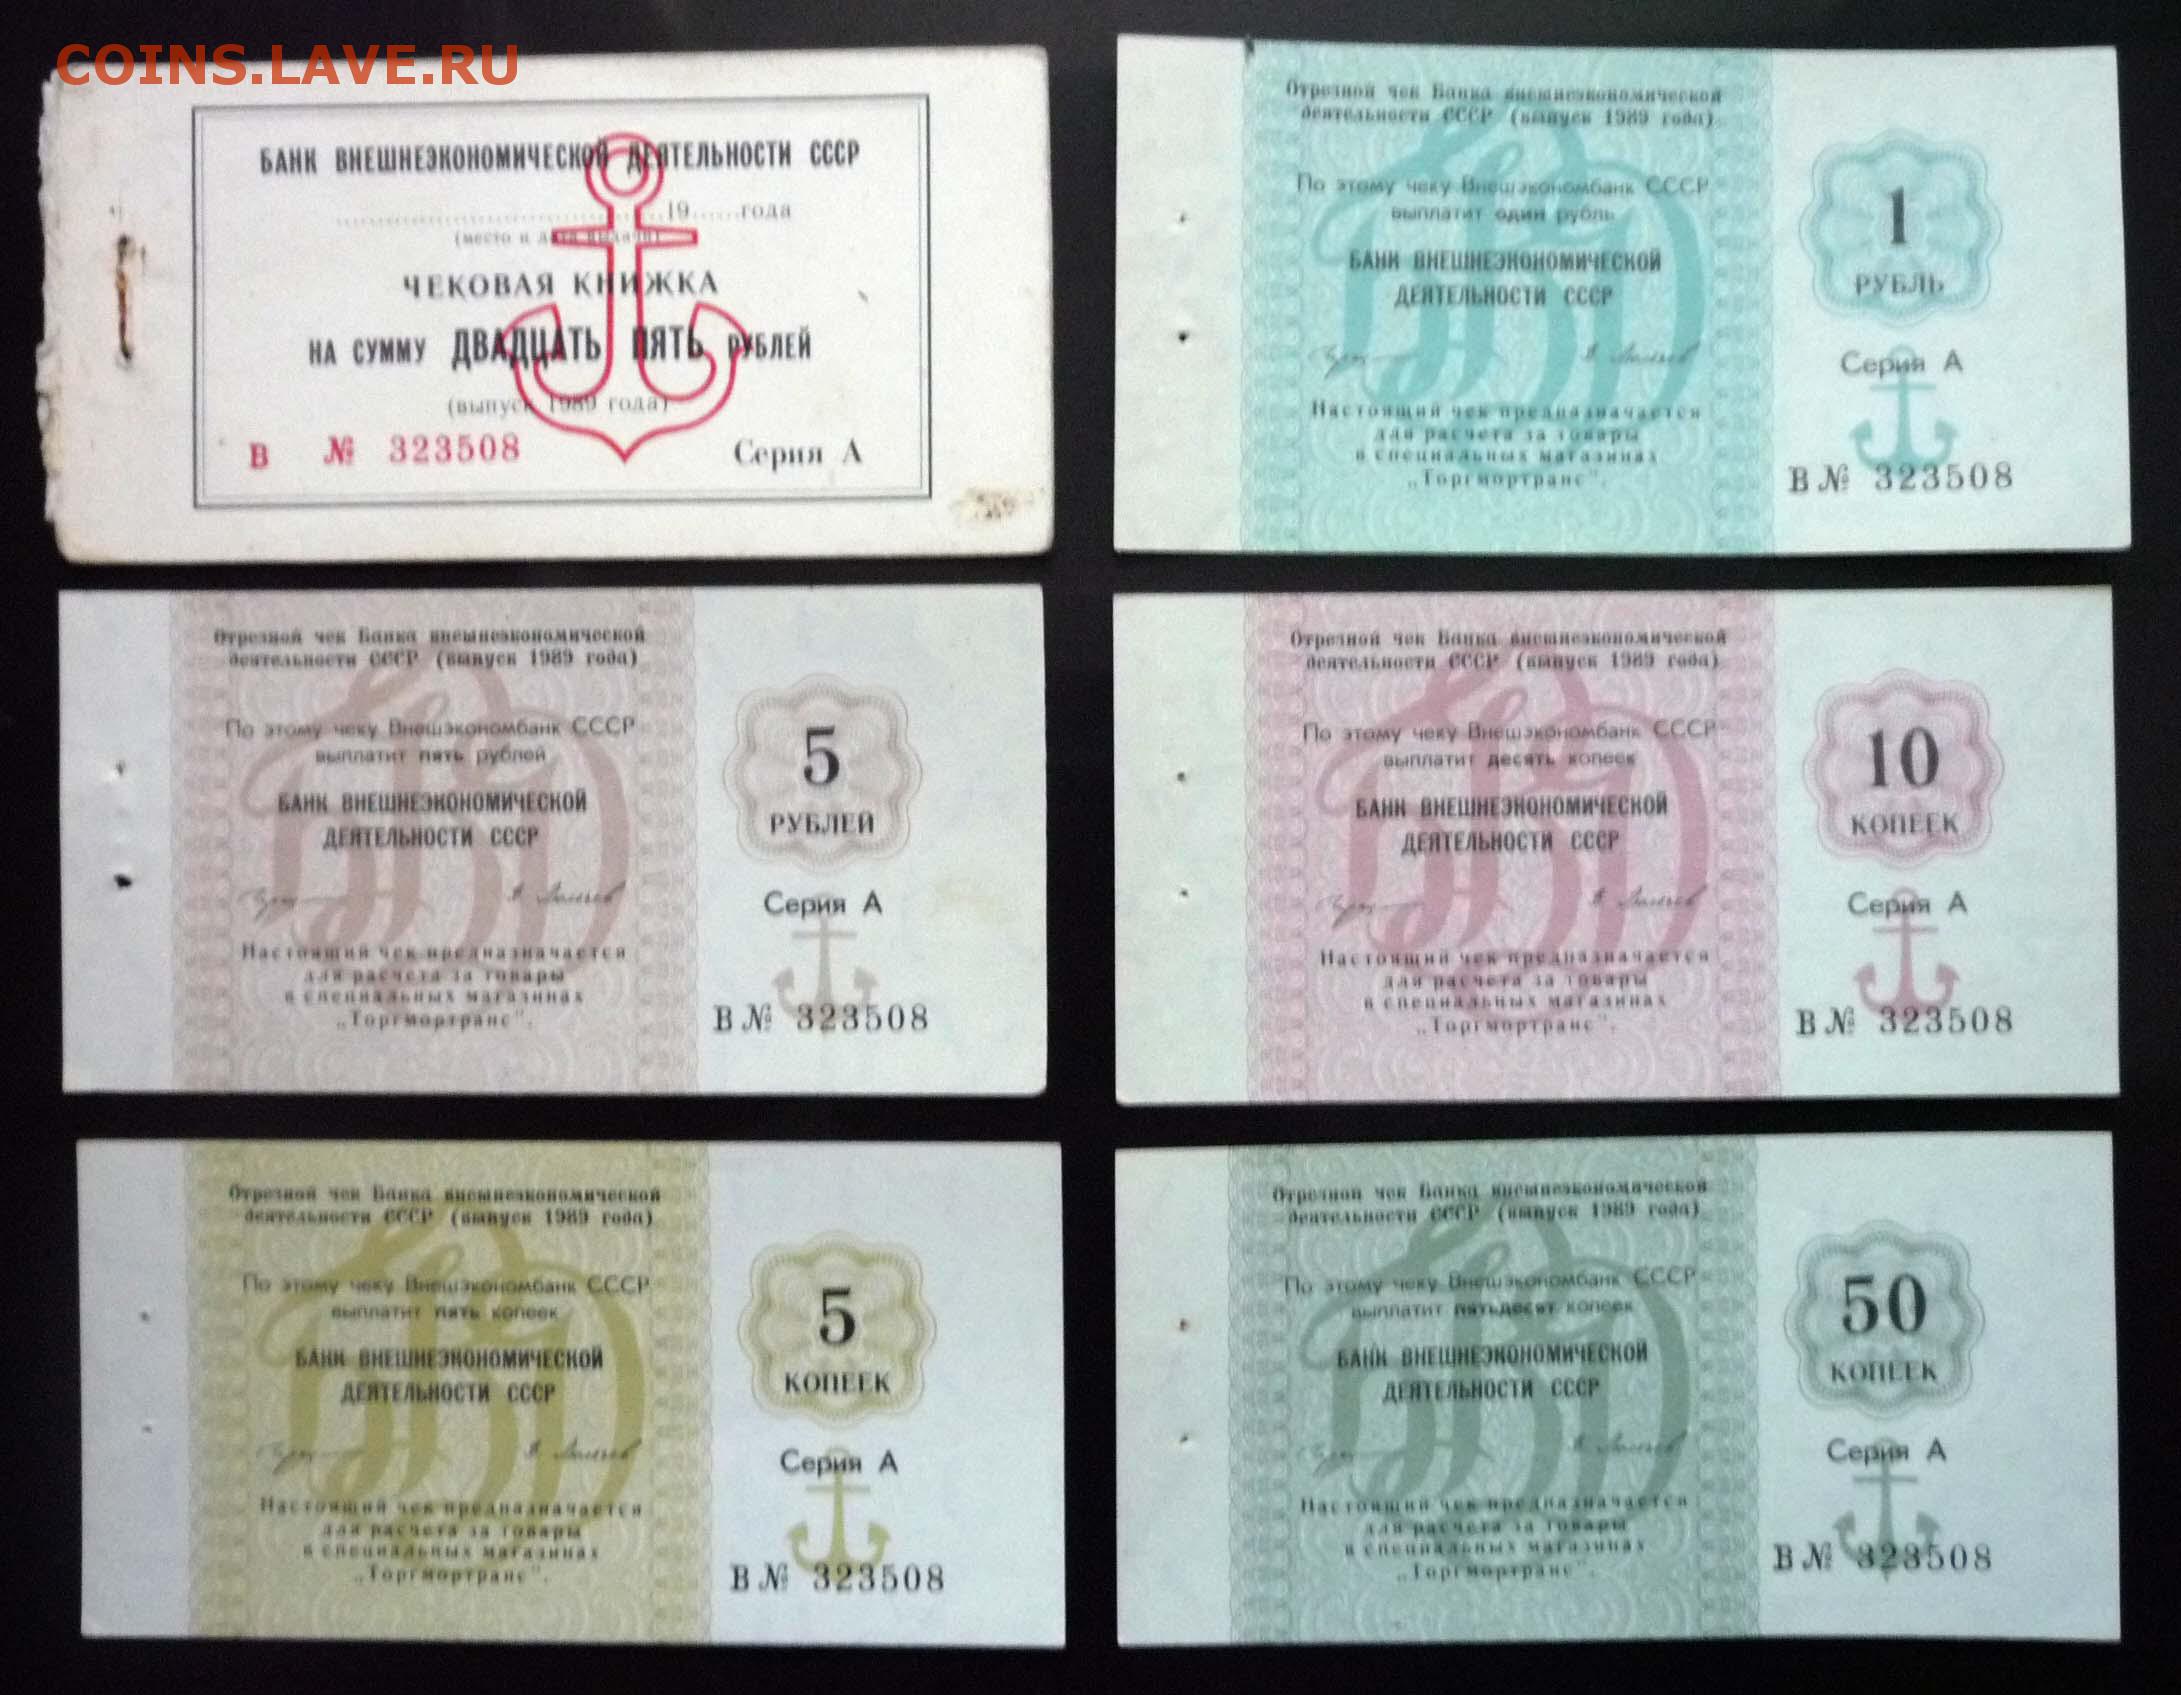 COINS.LAVE.RU
БАНК ВНЕШНЕЭКОНОМИЧЕСКОЙ ДЕЯТЕЛЬНОСТИ СССР
19......года
(место и дата выдачи)
ЧЕКОВАЯ КНИЖКА
НА СУММУ ДВАДЦАТЬ ПЯТЬ РУБЛЕЙ
(выпуск 1989 года)
В № 323508 Серия А
Отрезной чек Банка внешнеэкономической
деятельности СССР (выпуск 1989 года)
По этому чеку Внешэкономбанк СССР
выплатит один рубль
БАНК ВНЕШНЕЭКОНОМИЧЕСКОЙ
ДЕЯТЕЛЬНОСТИ СССР
Настоящий чек предназначается
для расчета за товары
в специальных магазинах
„Торгмортранс".
1
РУБЛЬ
Серия А
В № 323508
Отрезной чек Банка внешнеэкономической
деятельности СССР (выпуск 1989 года)
По этому чеку Внешэкономбанк СССР
выплатит пять рублей
БАНК ВНЕШНЕЭКОНОМИЧЕСКОЙ
ДЕЯТЕЛЬНОСТИ СССР
Настоящий чек предназначается
для расчета за товары
в специальных магазинах
„Торгмортранс".
5
РУБЛЕЙ
Серия А
В № 323508
Отрезной чек Банка внешнеэкономической
деятельности СССР (выпуск 1989 года)
По этому чеку Внешэкономбанк СССР
выплатит десять копеек
БАНК ВНЕШНЕЭКОНОМИЧЕСКОЙ
ДЕЯТЕЛЬНОСТИ СССР
Настоящий чек предназначается
для расчета за товары
в специальных магазинах
„Торгмортранс".
10
КОПЕЕК
Серия А
В № 323508
Отрезной чек Банка внешнеэкономической
деятельности СССР (выпуск 1989 года)
По этому чеку Внешэкономбанк СССР
выплатит пять копеек
БАНК ВНЕШНЕЭКОНОМИЧЕСКОЙ
ДЕЯТЕЛЬНОСТИ СССР
Настоящий чек предназначается
для расчета за товары
в специальных магазинах
„Торгмортранс".
5
КОПЕЕК
Серия А
В № 323508
Отрезной чек Банка внешнеэкономической
деятельности СССР (выпуск 1989 года)
По этому чеку Внешэкономбанк СССР
выплатит пятьдесят копеек
БАНК ВНЕШНЕЭКОНОМИЧЕСКОЙ
ДЕЯТЕЛЬНОСТИ СССР
Настоящий чек предназначается
для расчета за товары
в специальных магазинах
„Торгмортранс".
50
КОПЕЕК
Серия А
В № 323508